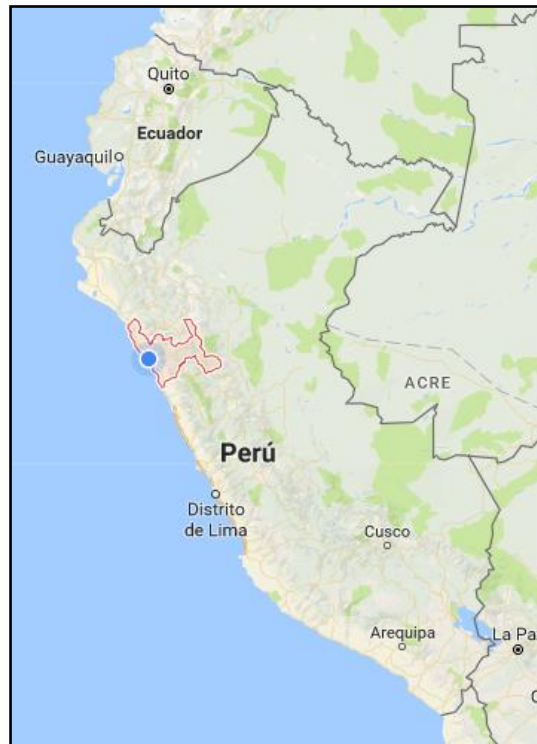 Quito
Ecuador
Guayaquil
ACRE
Perú
Distrito
de Lima
Cusco
Arequipa
La Pa